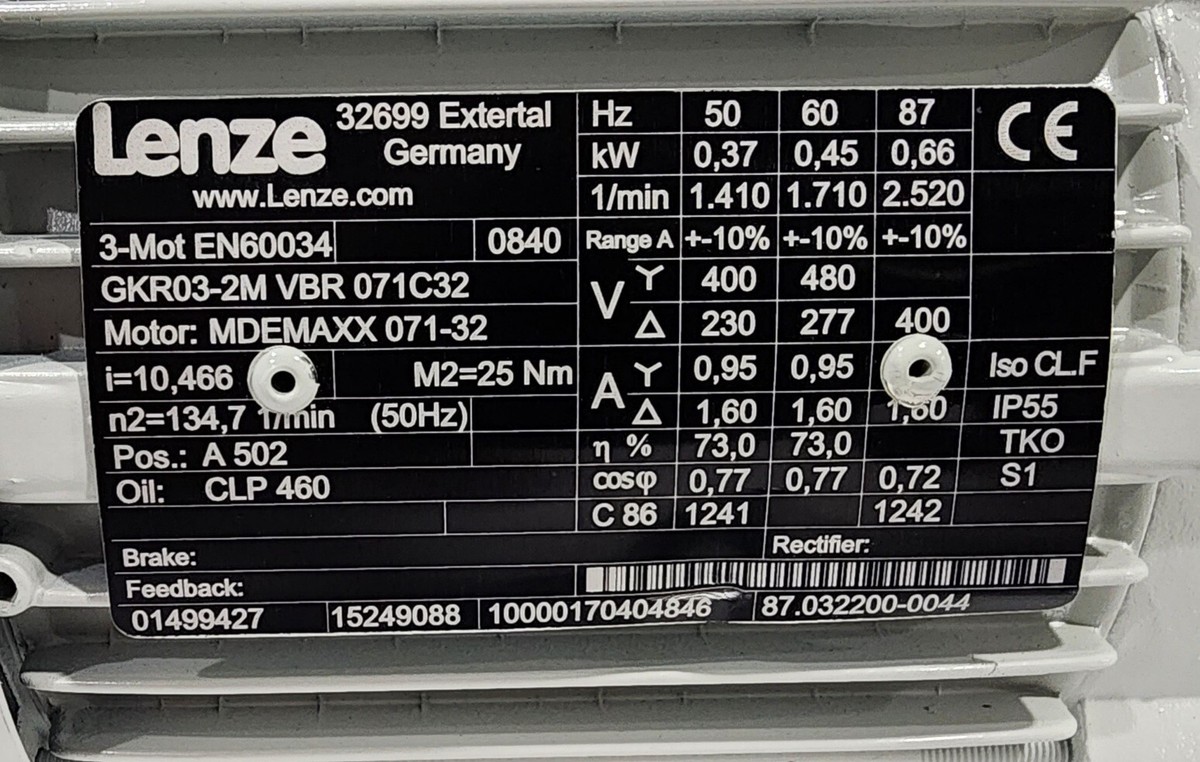 Lenze
32699 Extertal
Germany
www.Lenze.com
3-Mot EN60034 0840
GKR03-2M VBR 071C32
Motor: MDEMAXX 071-32
i=10,466 M2=25 Nm
n2=134,7 1/min (50Hz)
Pos.: A 502
Oil: CLP 460
Hz 50 60 87
kW 0,37 0,45 0,66
1/min 1.410 1.710 2.520
Range A +-10% +-10% +-10%
V Y 400 480
△ 230 277 400
A Y 0,95 0,95
△ 1,60 1,60 1,60
η % 73,0 73,0
cosφ 0,77 0,77 0,72
C 86 1241 1242
CE
Iso CL.F
IP55
TKO
S1
Brake: Rectifier:
Feedback:
01499427 15249088 10000170404846 87.032200-0044